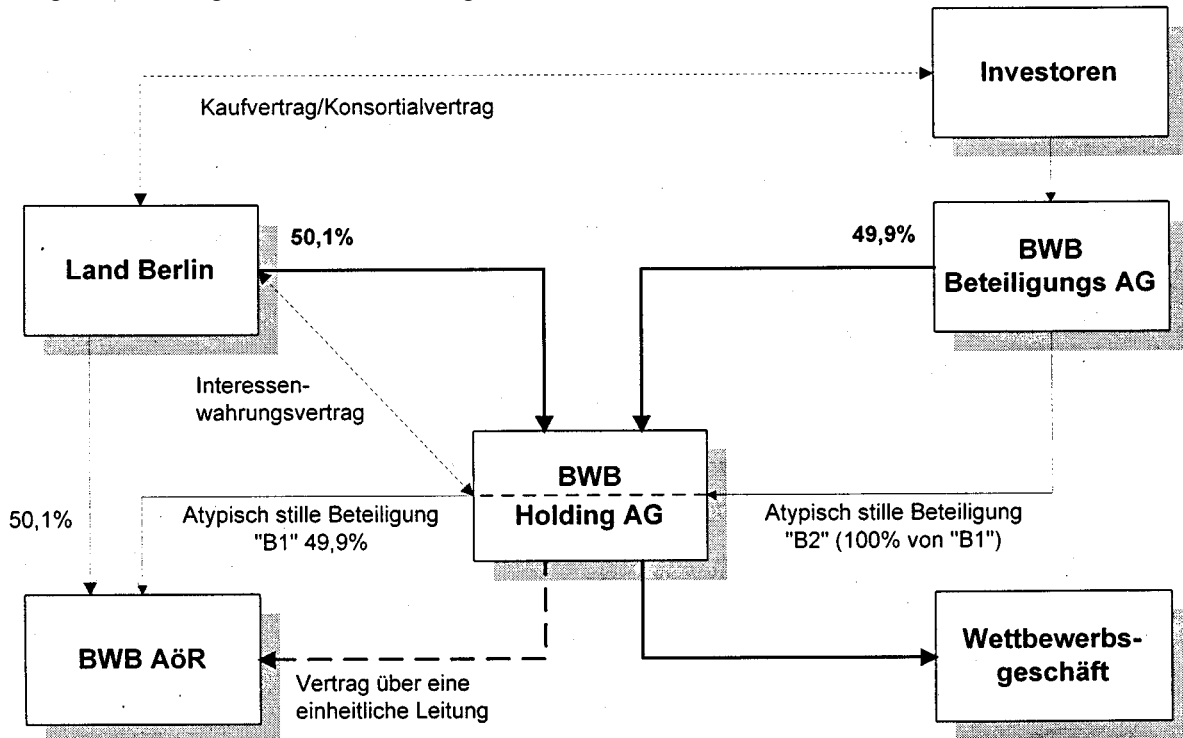 Investoren
Kaufvertrag/Konsortialvertrag
Land Berlin
50,1%
49,9%
BWB
Beteiligungs AG
Interessen-
wahrungsvertrag
BWB
Holding AG
50,1%
Atypisch stille Beteiligung
"B1" 49,9%
Atypisch stille Beteiligung
"B2" (100% von "B1")
BWB AöR
Vertrag über eine
einheitliche Leitung
Wettbewerbs-
geschäft